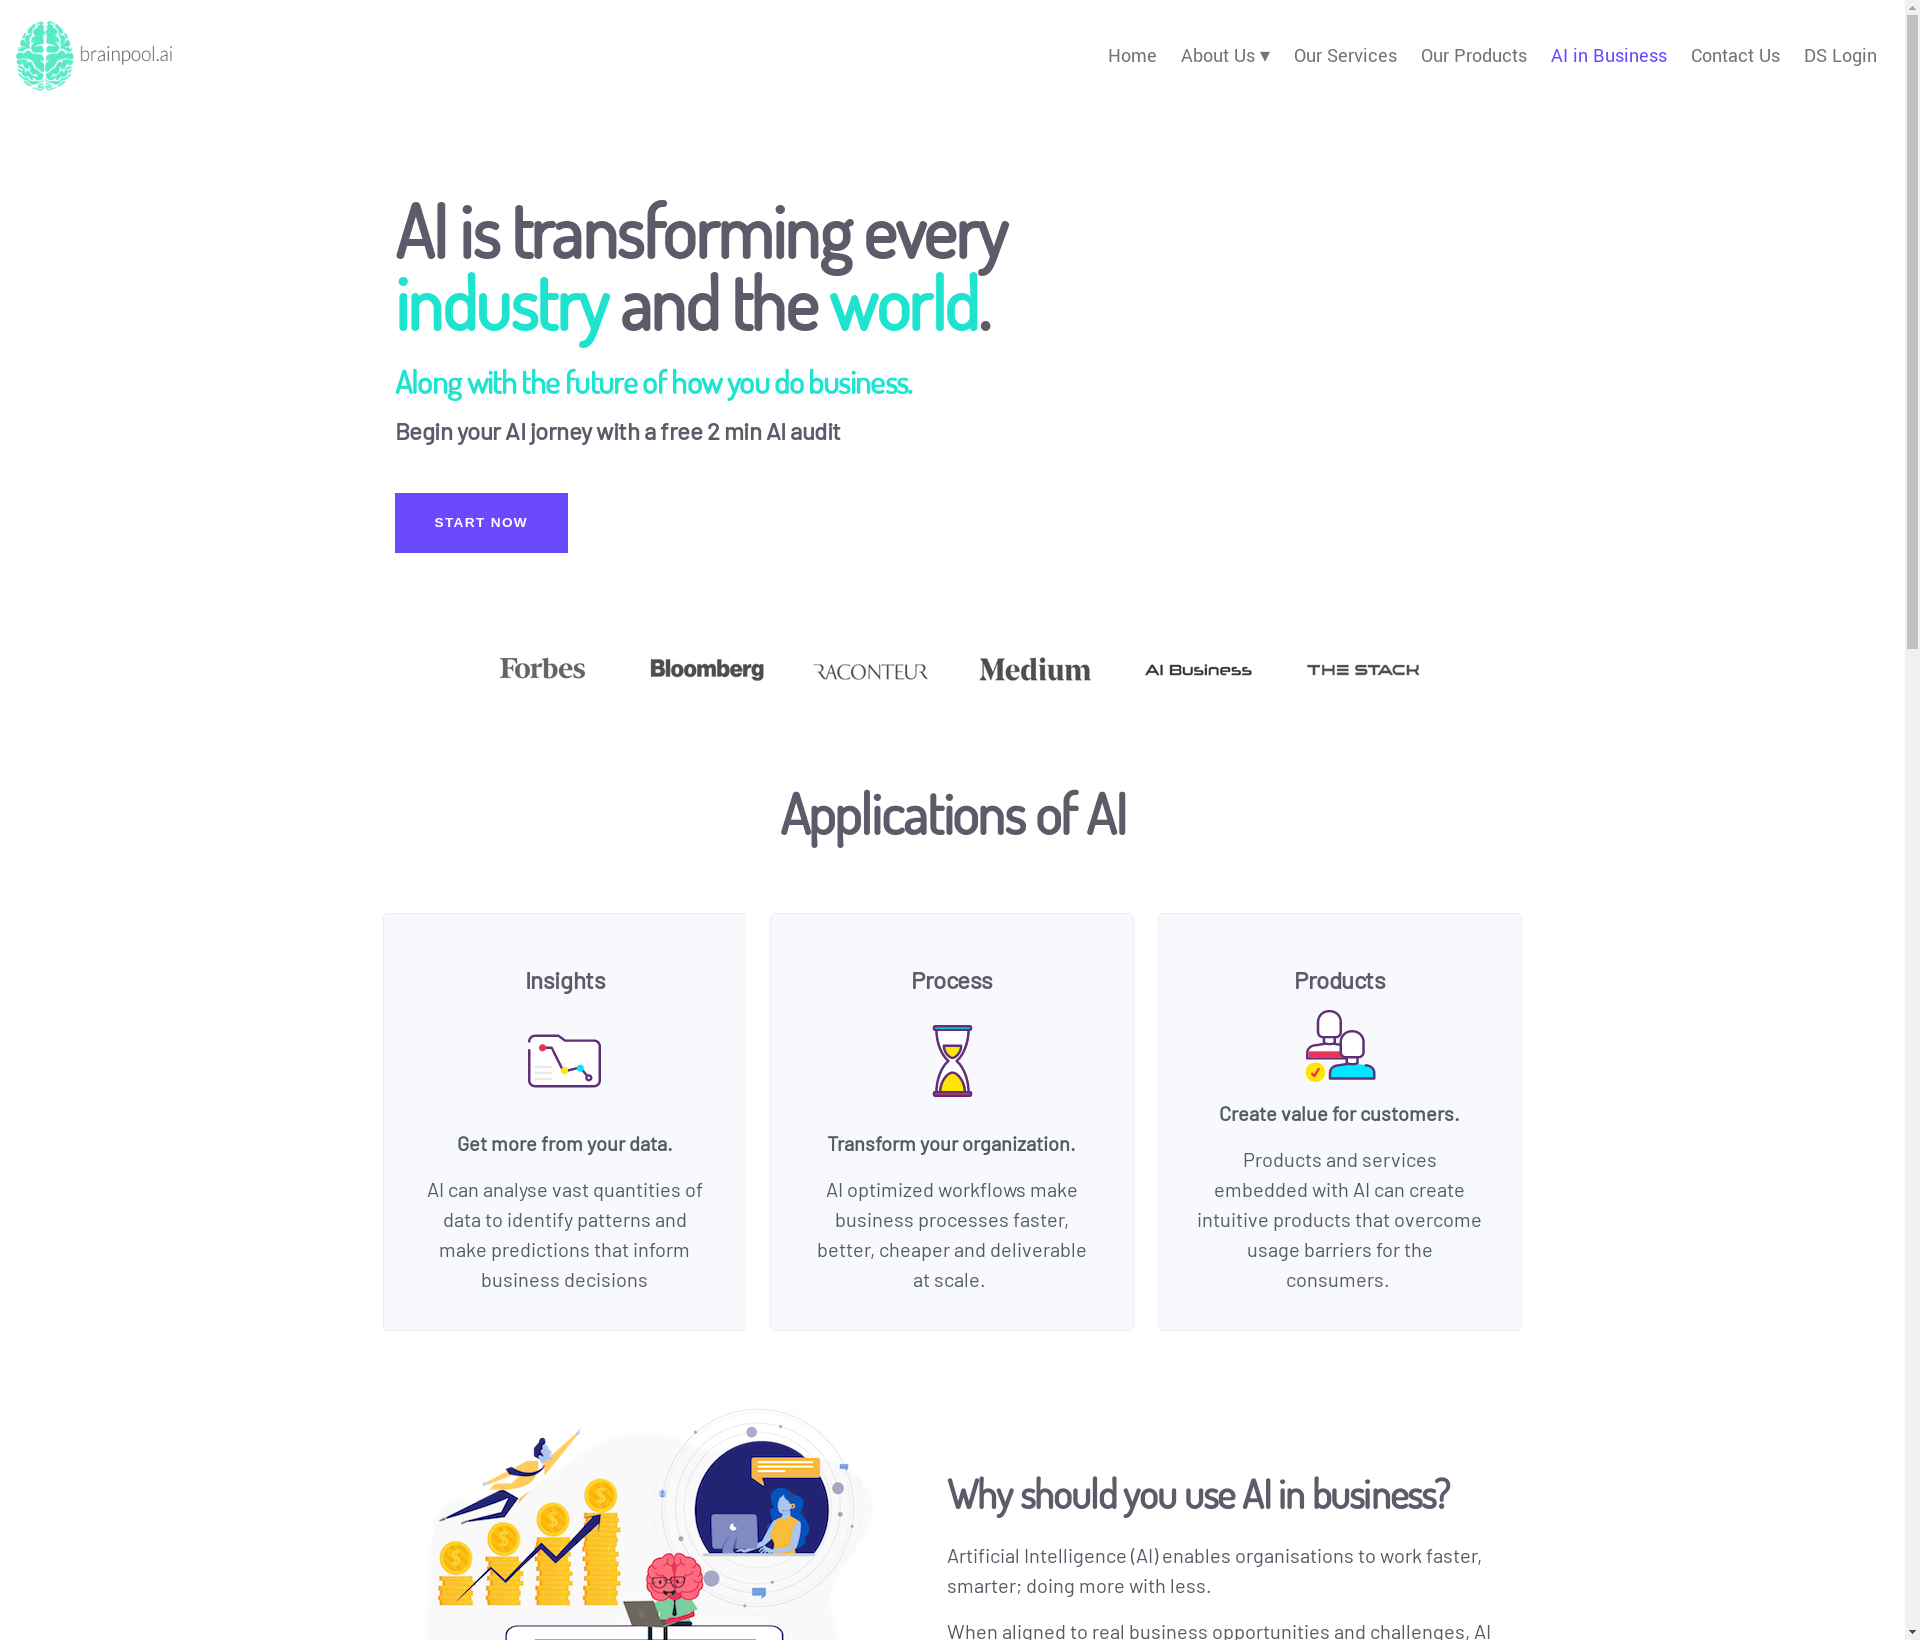 brainpool.ai
Home About Us ▾ Our Services Our Products AI in Business Contact Us DS Login
AI is transforming every
industry and the world.
Along with the future of how you do business.
Begin your AI jorney with a free 2 min AI audit
START NOW
Forbes Bloomberg RACONTEUR Medium AI Business THE STACK
Applications of AI
Insights
Get more from your data.
AI can analyse vast quantities of
data to identify patterns and
make predictions that inform
business decisions
Process
Transform your organization.
AI optimized workflows make
business processes faster,
better, cheaper and deliverable
at scale.
Products
Create value for customers.
Products and services
embedded with AI can create
intuitive products that overcome
usage barriers for the
consumers.
Why should you use AI in business?
Artificial Intelligence (AI) enables organisations to work faster,
smarter; doing more with less.
When aligned to real business opportunities and challenges, AI